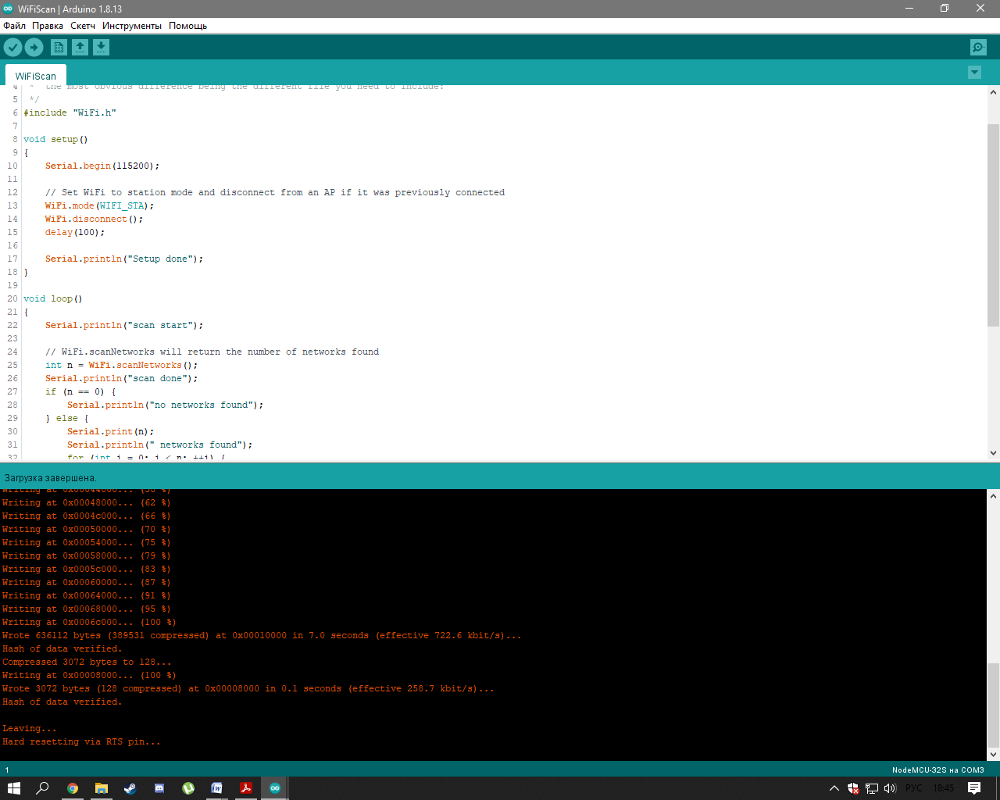 WiFiScan | Arduino 1.8.13
Файл Правка Скетч Инструменты Помощь
WiFiScan
4 * the most obvious difference being the different file you need to include:
5 */
6 #include "WiFi.h"
7
8 void setup()
9 {
10 Serial.begin(115200);
11
12 // Set WiFi to station mode and disconnect from an AP if it was previously connected
13 WiFi.mode(WIFI_STA);
14 WiFi.disconnect();
15 delay(100);
16
17 Serial.println("Setup done");
18 }
19
20 void loop()
21 {
22 Serial.println("scan start");
23
24 // WiFi.scanNetworks will return the number of networks found
25 int n = WiFi.scanNetworks();
26 Serial.println("scan done");
27 if (n == 0) {
28 Serial.println("no networks found");
29 } else {
30 Serial.print(n);
31 Serial.println(" networks found");
32 for (int i = 0; i < n; ++i) {
Загрузка завершена.
Writing at 0x00044000... (58 %)
Writing at 0x00048000... (62 %)
Writing at 0x0004c000... (66 %)
Writing at 0x00050000... (70 %)
Writing at 0x00054000... (75 %)
Writing at 0x00058000... (79 %)
Writing at 0x0005c000... (83 %)
Writing at 0x00060000... (87 %)
Writing at 0x00064000... (91 %)
Writing at 0x00068000... (95 %)
Writing at 0x0006c000... (100 %)
Wrote 636112 bytes (389531 compressed) at 0x00010000 in 7.0 seconds (effective 722.6 kbit/s)...
Hash of data verified.
Compressed 3072 bytes to 128...
Writing at 0x00008000... (100 %)
Wrote 3072 bytes (128 compressed) at 0x00008000 in 0.1 seconds (effective 258.7 kbit/s)...
Hash of data verified.
Leaving...
Hard resetting via RTS pin...
1 NodeMCU-32S на COM3
РУС 18:45